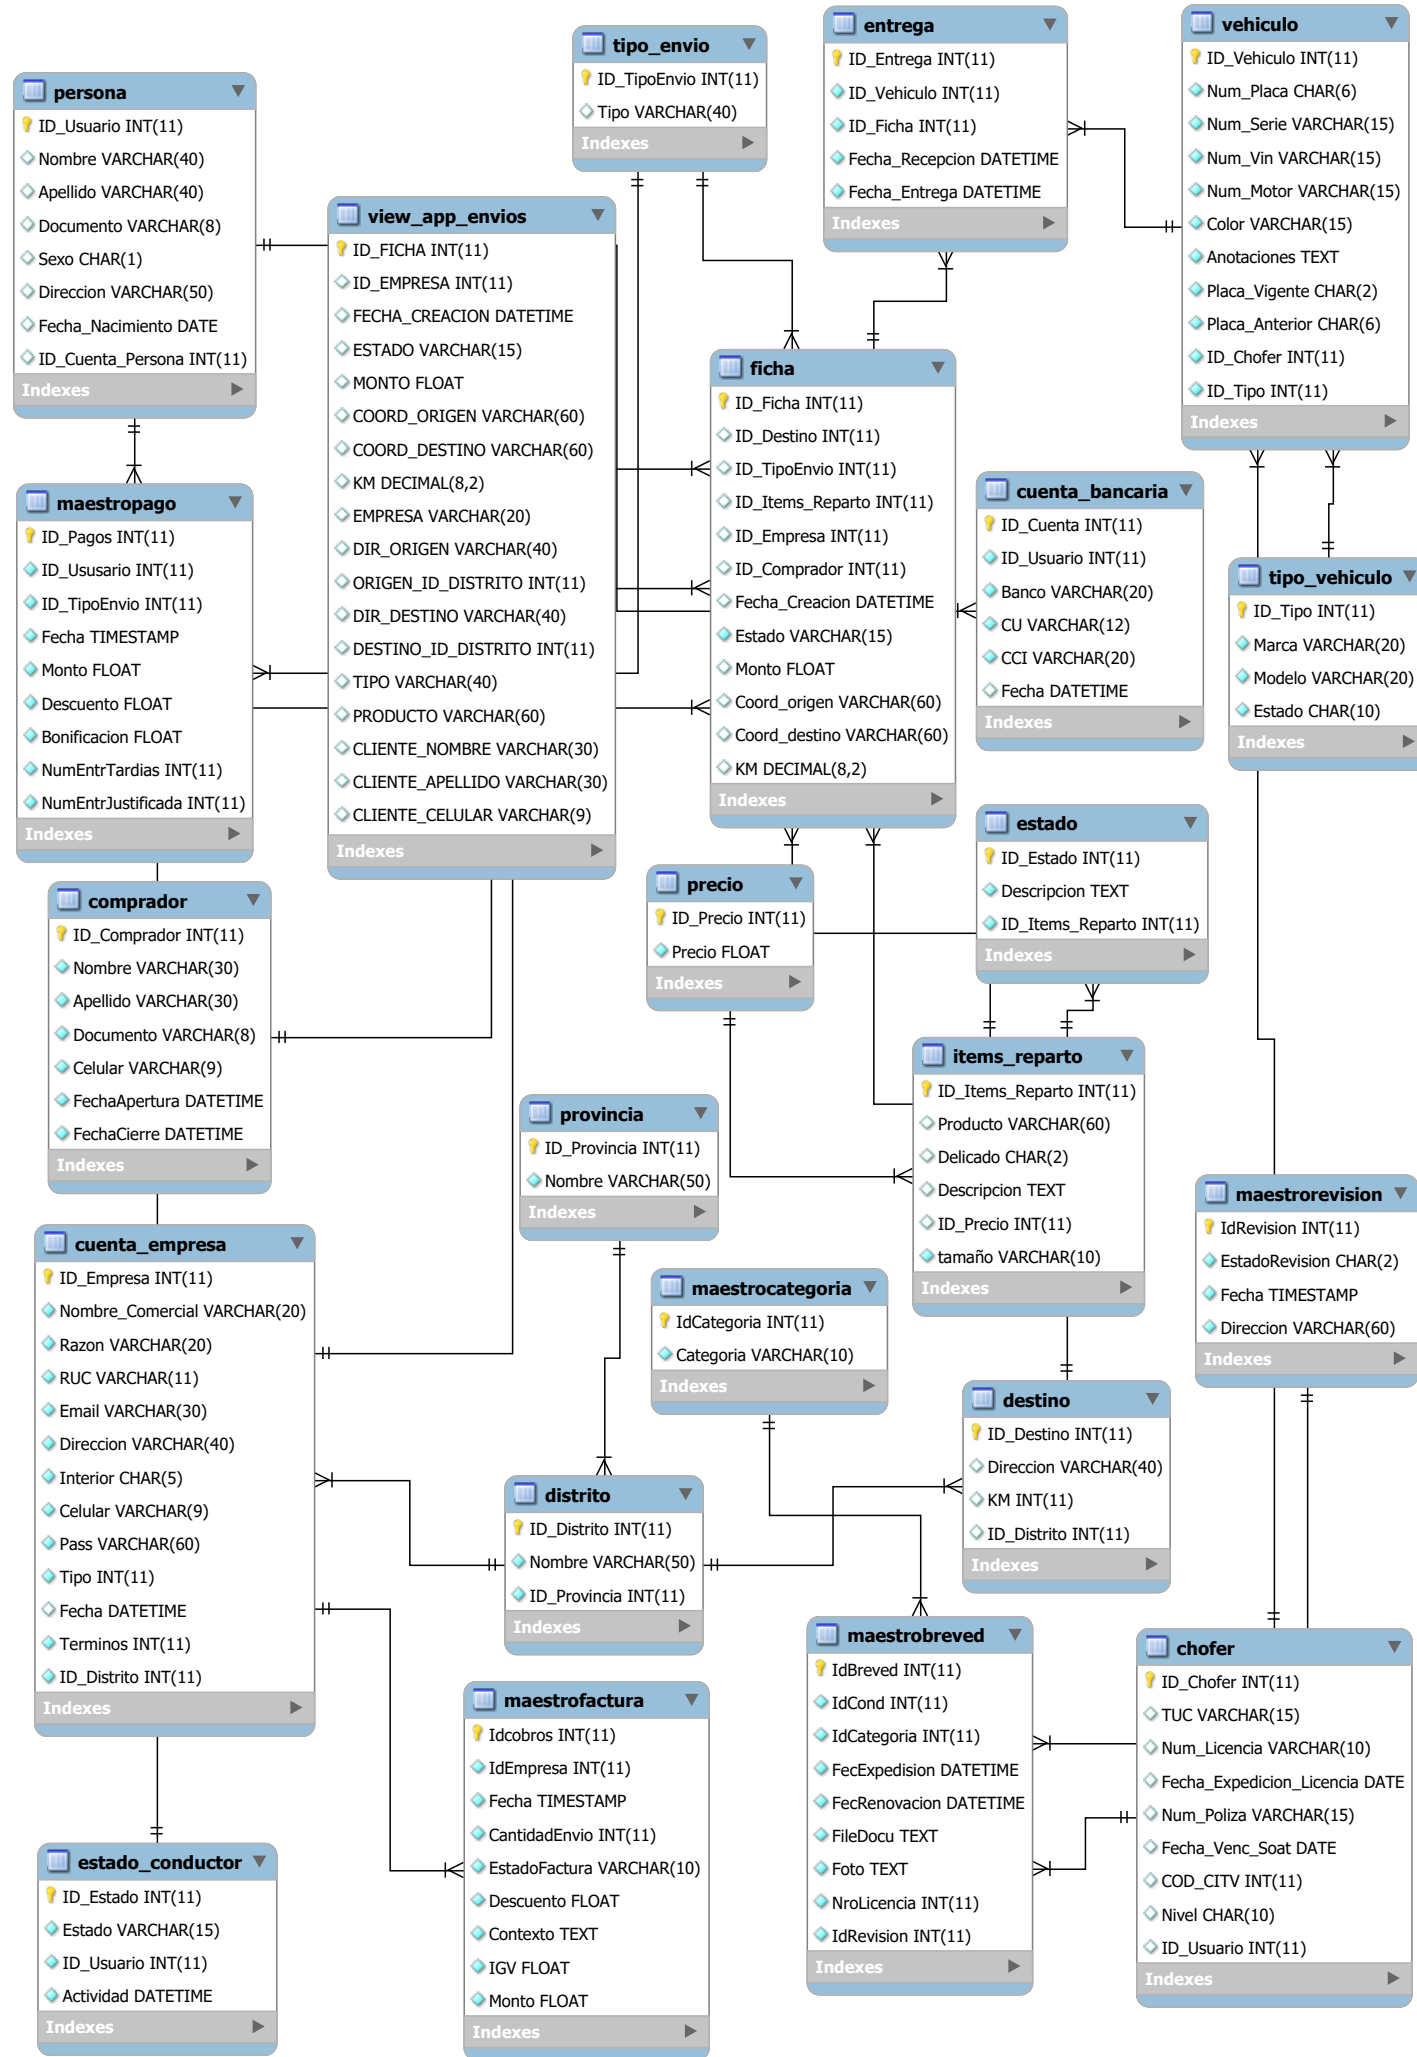 tipo_envio
ID_TipoEnvio INT(11)
Tipo VARCHAR(40)
Indexes
entrega
ID_Entrega INT(11)
ID_Vehiculo INT(11)
ID_Ficha INT(11)
Fecha_Recepcion DATETIME
Fecha_Entrega DATETIME
Indexes
vehiculo
ID_Vehiculo INT(11)
Num_Placa CHAR(6)
Num_Serie VARCHAR(15)
Num_Vin VARCHAR(15)
Num_Motor VARCHAR(15)
Color VARCHAR(15)
Anotaciones TEXT
Placa_Vigente CHAR(2)
Placa_Anterior CHAR(6)
ID_Chofer INT(11)
ID_Tipo INT(11)
Indexes
persona
ID_Usuario INT(11)
Nombre VARCHAR(40)
Apellido VARCHAR(40)
Documento VARCHAR(8)
Sexo CHAR(1)
Direccion VARCHAR(50)
Fecha_Nacimiento DATE
ID_Cuenta_Persona INT(11)
Indexes
view_app_envios
ID_FICHA INT(11)
ID_EMPRESA INT(11)
FECHA_CREACION DATETIME
ESTADO VARCHAR(15)
MONTO FLOAT
COORD_ORIGEN VARCHAR(60)
COORD_DESTINO VARCHAR(60)
KM DECIMAL(8,2)
EMPRESA VARCHAR(20)
DIR_ORIGEN VARCHAR(40)
ORIGEN_ID_DISTRITO INT(11)
DIR_DESTINO VARCHAR(40)
DESTINO_ID_DISTRITO INT(11)
TIPO VARCHAR(40)
PRODUCTO VARCHAR(60)
CLIENTE_NOMBRE VARCHAR(30)
CLIENTE_APELLIDO VARCHAR(30)
CLIENTE_CELULAR VARCHAR(9)
Indexes
ficha
ID_Ficha INT(11)
ID_Destino INT(11)
ID_TipoEnvio INT(11)
ID_Items_Reparto INT(11)
ID_Empresa INT(11)
ID_Comprador INT(11)
Fecha_Creacion DATETIME
Estado VARCHAR(15)
Monto FLOAT
Coord_origen VARCHAR(60)
Coord_destino VARCHAR(60)
KM DECIMAL(8,2)
Indexes
cuenta_bancaria
ID_Cuenta INT(11)
ID_Usuario INT(11)
Banco VARCHAR(20)
CU VARCHAR(12)
CCI VARCHAR(20)
Fecha DATETIME
Indexes
tipo_vehiculo
ID_Tipo INT(11)
Marca VARCHAR(20)
Modelo VARCHAR(20)
Estado CHAR(10)
Indexes
maestropago
ID_Pagos INT(11)
ID_Ususario INT(11)
ID_TipoEnvio INT(11)
Fecha TIMESTAMP
Monto FLOAT
Descuento FLOAT
Bonificacion FLOAT
NumEntrTardias INT(11)
NumEntrJustificada INT(11)
Indexes
estado
ID_Estado INT(11)
Descripcion TEXT
ID_Items_Reparto INT(11)
Indexes
precio
ID_Precio INT(11)
Precio FLOAT
Indexes
comprador
ID_Comprador INT(11)
Nombre VARCHAR(30)
Apellido VARCHAR(30)
Documento VARCHAR(8)
Celular VARCHAR(9)
FechaApertura DATETIME
FechaCierre DATETIME
Indexes
items_reparto
ID_Items_Reparto INT(11)
Producto VARCHAR(60)
Delicado CHAR(2)
Descripcion TEXT
ID_Precio INT(11)
tamaño VARCHAR(10)
Indexes
provincia
ID_Provincia INT(11)
Nombre VARCHAR(50)
Indexes
maestrorevision
IdRevision INT(11)
EstadoRevision CHAR(2)
Fecha TIMESTAMP
Direccion VARCHAR(60)
Indexes
cuenta_empresa
ID_Empresa INT(11)
Nombre_Comercial VARCHAR(20)
Razon VARCHAR(20)
RUC VARCHAR(11)
Email VARCHAR(30)
Direccion VARCHAR(40)
Interior CHAR(5)
Celular VARCHAR(9)
Pass VARCHAR(60)
Tipo INT(11)
Fecha DATETIME
Terminos INT(11)
ID_Distrito INT(11)
Indexes
maestrocategoria
IdCategoria INT(11)
Categoria VARCHAR(10)
Indexes
destino
ID_Destino INT(11)
Direccion VARCHAR(40)
KM INT(11)
ID_Distrito INT(11)
Indexes
distrito
ID_Distrito INT(11)
Nombre VARCHAR(50)
ID_Provincia INT(11)
Indexes
maestrobreved
IdBreved INT(11)
IdCond INT(11)
IdCategoria INT(11)
FecExpedision DATETIME
FecRenovacion DATETIME
FileDocu TEXT
Foto TEXT
NroLicencia INT(11)
IdRevision INT(11)
Indexes
chofer
ID_Chofer INT(11)
TUC VARCHAR(15)
Num_Licencia VARCHAR(10)
Fecha_Expedicion_Licencia DATE
Num_Poliza VARCHAR(15)
Fecha_Venc_Soat DATE
COD_CITV INT(11)
Nivel CHAR(10)
ID_Usuario INT(11)
Indexes
maestrofactura
Idcobros INT(11)
IdEmpresa INT(11)
Fecha TIMESTAMP
CantidadEnvio INT(11)
EstadoFactura VARCHAR(10)
Descuento FLOAT
Contexto TEXT
IGV FLOAT
Monto FLOAT
Indexes
estado_conductor
ID_Estado INT(11)
Estado VARCHAR(15)
ID_Usuario INT(11)
Actividad DATETIME
Indexes